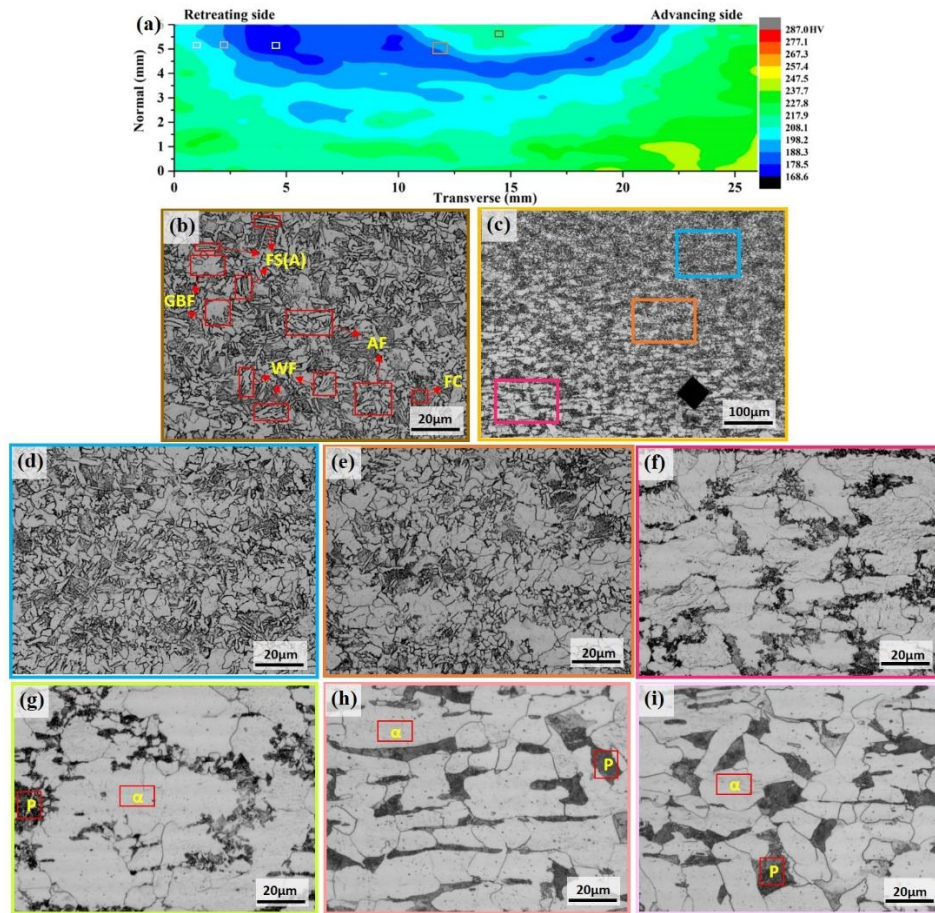 Retreating side
Advancing side
(a)
Normal (mm)
5
4
3
2
1
0
0
5
10
15
20
25
Transverse (mm)
287.0 HV
277.1
267.3
257.4
247.5
237.7
227.8
217.9
208.1
198.2
188.3
178.5
168.6
(b)
FS(A)
GBF
AF
WF
FC
20μm
(c)
100μm
(d)
20μm
(e)
20μm
(f)
20μm
(g)
P
α
20μm
(h)
α
P
20μm
(i)
α
P
20μm